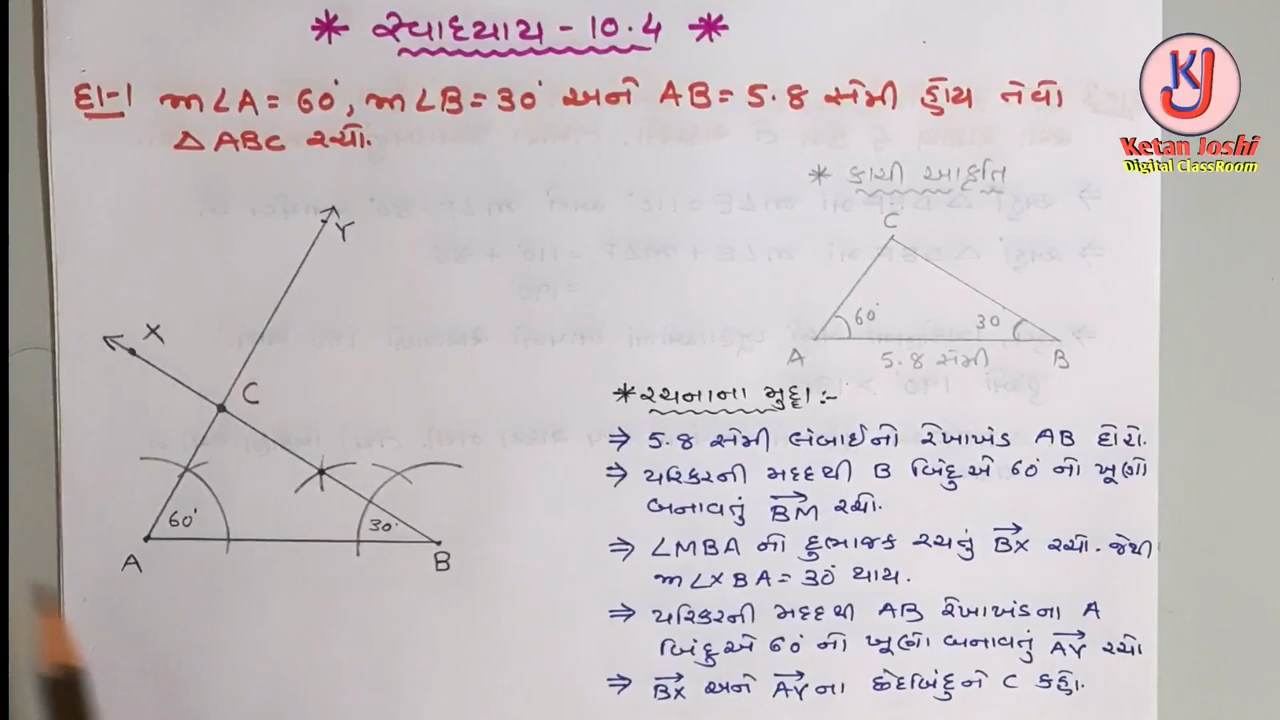 * સ્વાધ્યાય - 10.4 *
દા-1 m∠A = 60°, m∠B = 30° અને AB = 5.8 સેમી હોય તેવો
△ABC રચો.
KJ
Ketan Joshi
Digital ClassRoom
* કાચી આકૃતિ
C
60°
30
A
5.8 સેમી
B
Y
X
C
60°
30°
A
B
* રચનાના મુદ્દા :-
⇒ 5.8 સેમી લંબાઈનો રેખાખંડ AB દોરો.
⇒ પરિકરની મદદથી B બિંદુએ 60° નો ખૂણો
બનાવતું BM રચો.
⇒ ∠MBA નો દુભાજક રચતું BX રચો. જેથી
m∠XBA = 30° થાય.
⇒ પરિકરની મદદથી AB રેખાખંડના A
બિંદુએ 60° નો ખૂણો બનાવતું AY રચો
⇒ BX અને AY ના છેદબિંદુને C કહો.